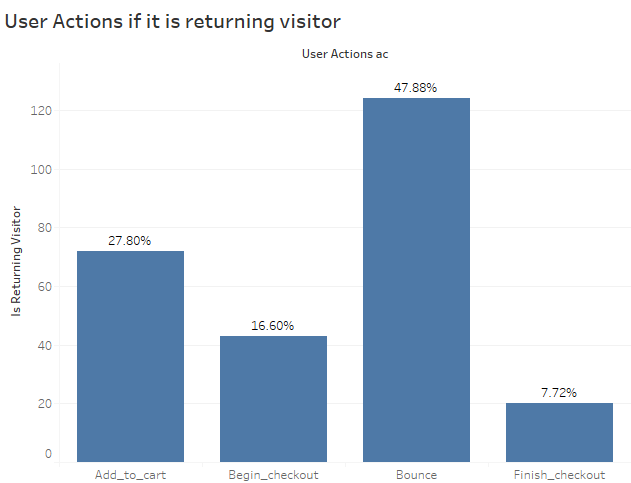 User Actions if it is returning visitor
User Actions ac
47.88%
120
100
80
27.80%
60
16.60%
40
7.72%
20
0
Is Returning Visitor
Add_to_cart Begin_checkout Bounce Finish_checkout